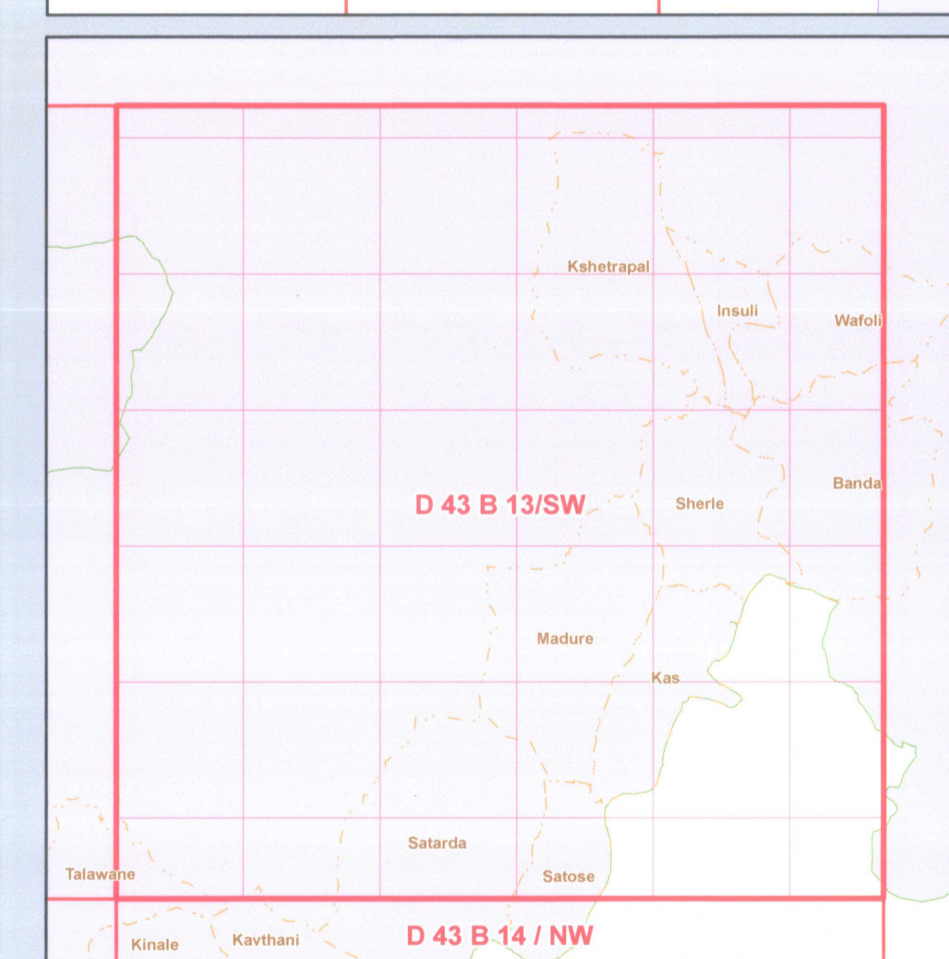 Kshetrapal
Insuli
Wafoli
Banda
D 43 B 13/SW
Sherle
Madure
Kas
Satarda
Talawane
Satose
D 43 B 14 / NW
Kavthani
Kinale